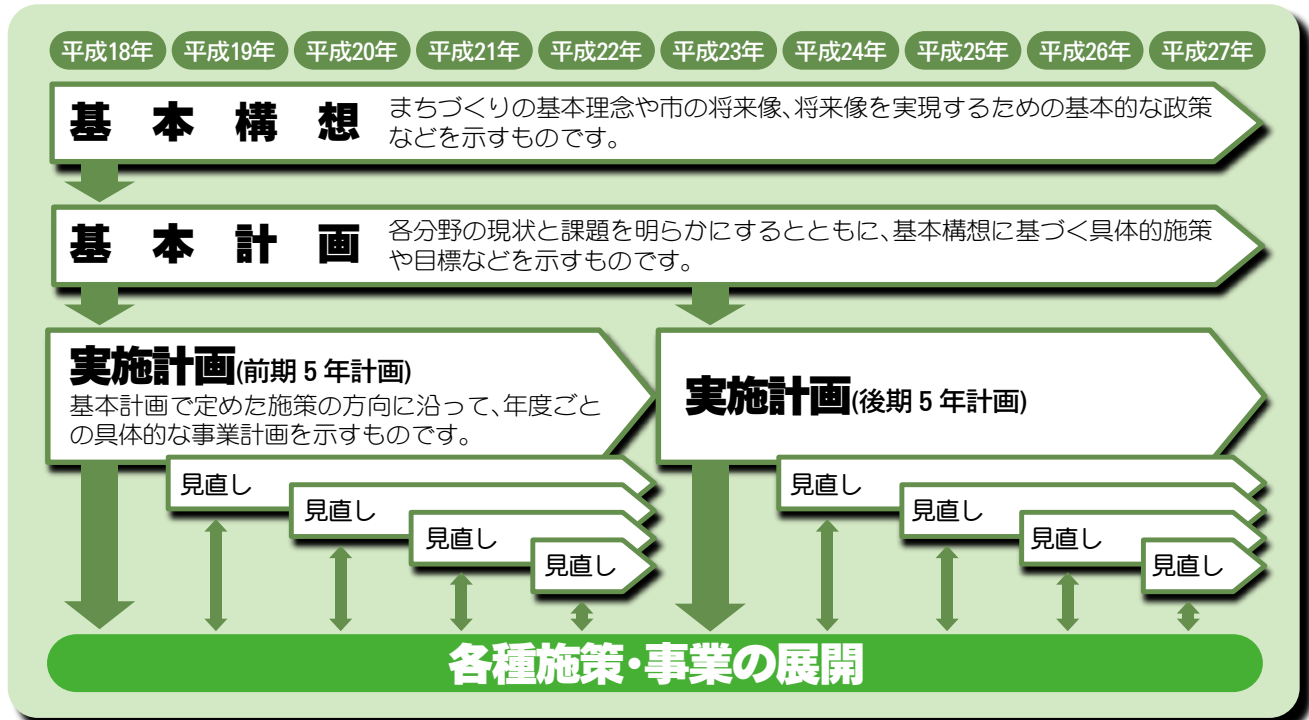 平成18年 平成19年 平成20年 平成21年 平成22年 平成23年 平成24年 平成25年 平成26年 平成27年
基本構想
まちづくりの基本理念や市の将来像、将来像を実現するための基本的な政策
などを示すものです。
基本計画
各分野の現状と課題を明らかにするとともに、基本構想に基づく具体的施策
や目標などを示すものです。
実施計画(前期5年計画)
基本計画で定めた施策の方向に沿って、年度ごと
の具体的な事業計画を示すものです。
見直し
見直し
見直し
見直し
実施計画(後期5年計画)
見直し
見直し
見直し
見直し
各種施策・事業の展開